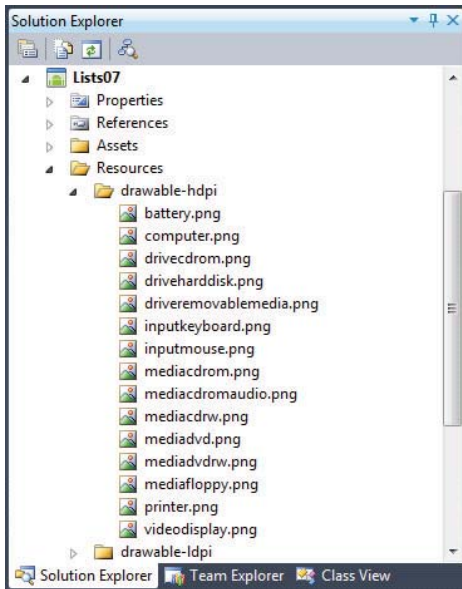 Solution Explorer
Lists07
Properties
References
Assets
Resources
drawable-hdpi
battery.png
computer.png
drivecdrom.png
driveharddisk.png
driveremovablemedia.png
inputkeyboard.png
inputmouse.png
mediacdrom.png
mediacdromaudio.png
mediacdrw.png
mediadvd.png
mediadvdrw.png
mediafloppy.png
printer.png
videodisplay.png
drawable-ldpi
Solution Explorer Team Explorer Class View